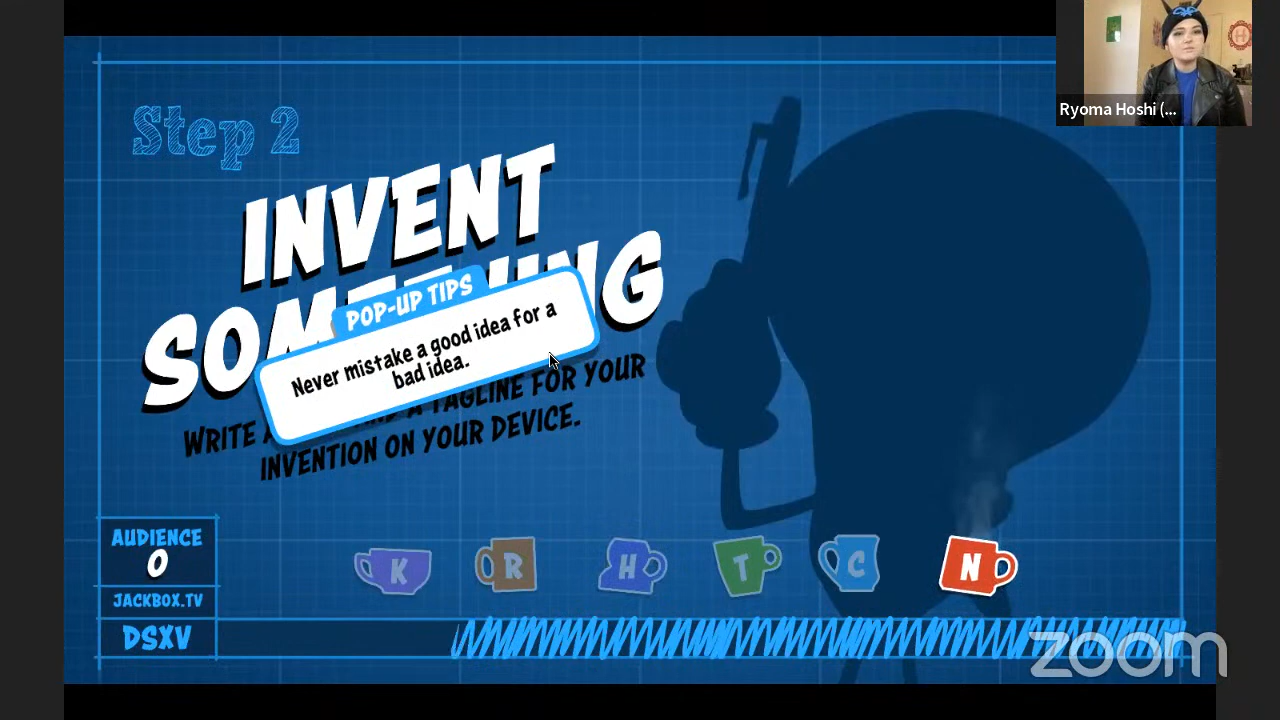 Ryoma Hoshi (...
Step 2
INVENT
SOMETHING
POP-UP TIPS
Never mistake a good idea for a
bad idea.
WRITE A TAGLINE FOR YOUR
INVENTION ON YOUR DEVICE.
AUDIENCE
0
JACKBOX.TV
DSXV
K R H T C N
zoom